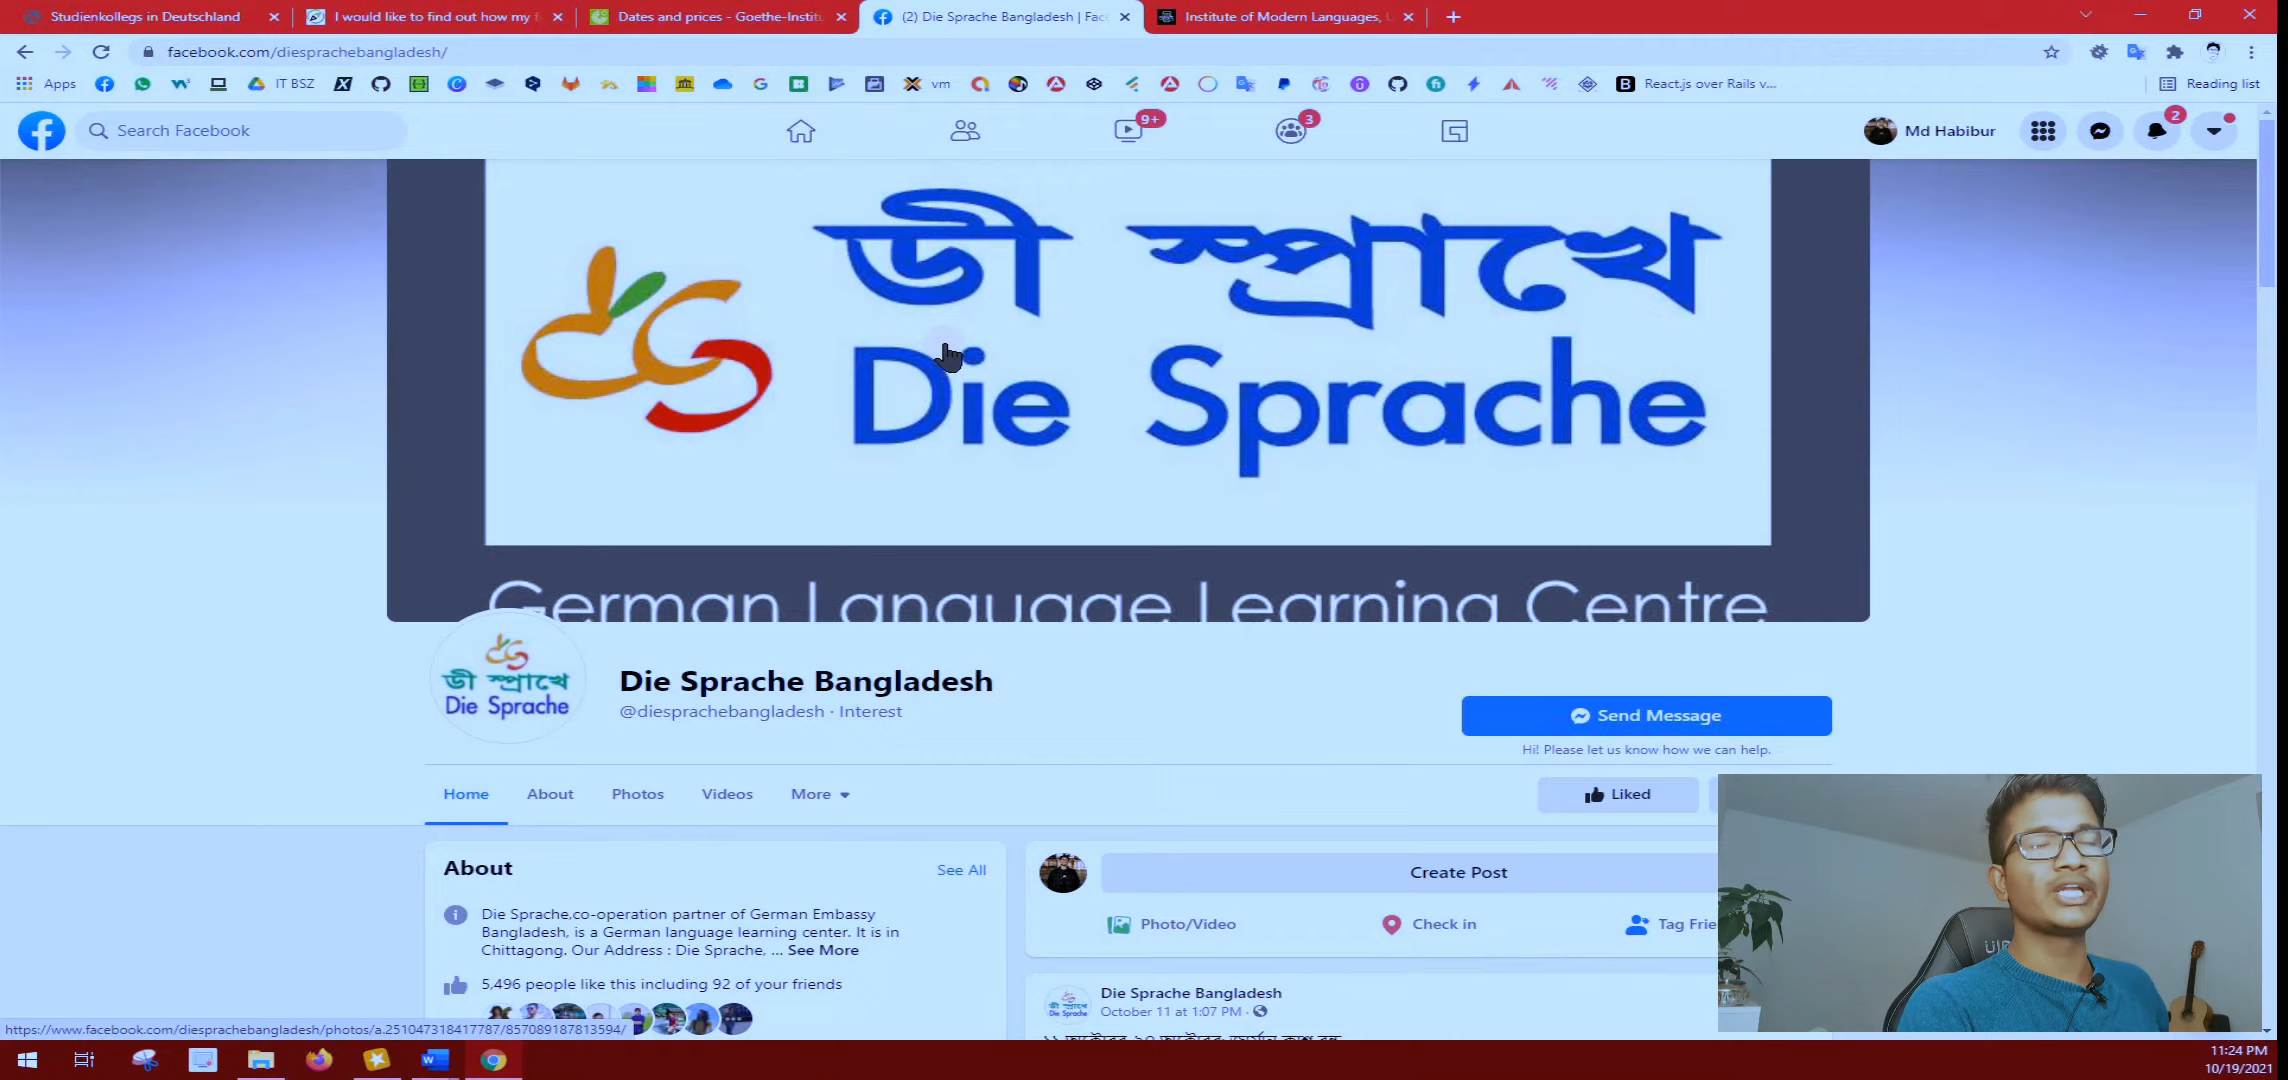 Studienkollegs in Deutschland
I would like to find out how my f
Dates and prices - Goethe-Institu
(2) Die Sprache Bangladesh | Fac
Institute of Modern Languages, U
facebook.com/diesprachebangladesh/
Apps
IT BSZ
vm
React.js over Rails v...
Reading list
Search Facebook
9+
3
Md Habibur
2
ডী স্প্রাখে
Die Sprache
German Language Learning Centre
ডী স্প্রাখে
Die Sprache
Die Sprache Bangladesh
@diesprachebangladesh · Interest
Send Message
Hi! Please let us know how we can help.
Home
About
Photos
Videos
More
Liked
About
See All
Die Sprache,co-operation partner of German Embassy
Bangladesh, is a German language learning center. It is in
Chittagong. Our Address : Die Sprache, ... See More
5,496 people like this including 92 of your friends
Create Post
Photo/Video
Check in
Tag Frie
ডী স্প্রাখে
Die Sprache
Die Sprache Bangladesh
October 11 at 1:07 PM ·
https://www.facebook.com/diesprachebangladesh/photos/a.251047318417787/857089187813594/
11:24 PM
10/19/2021